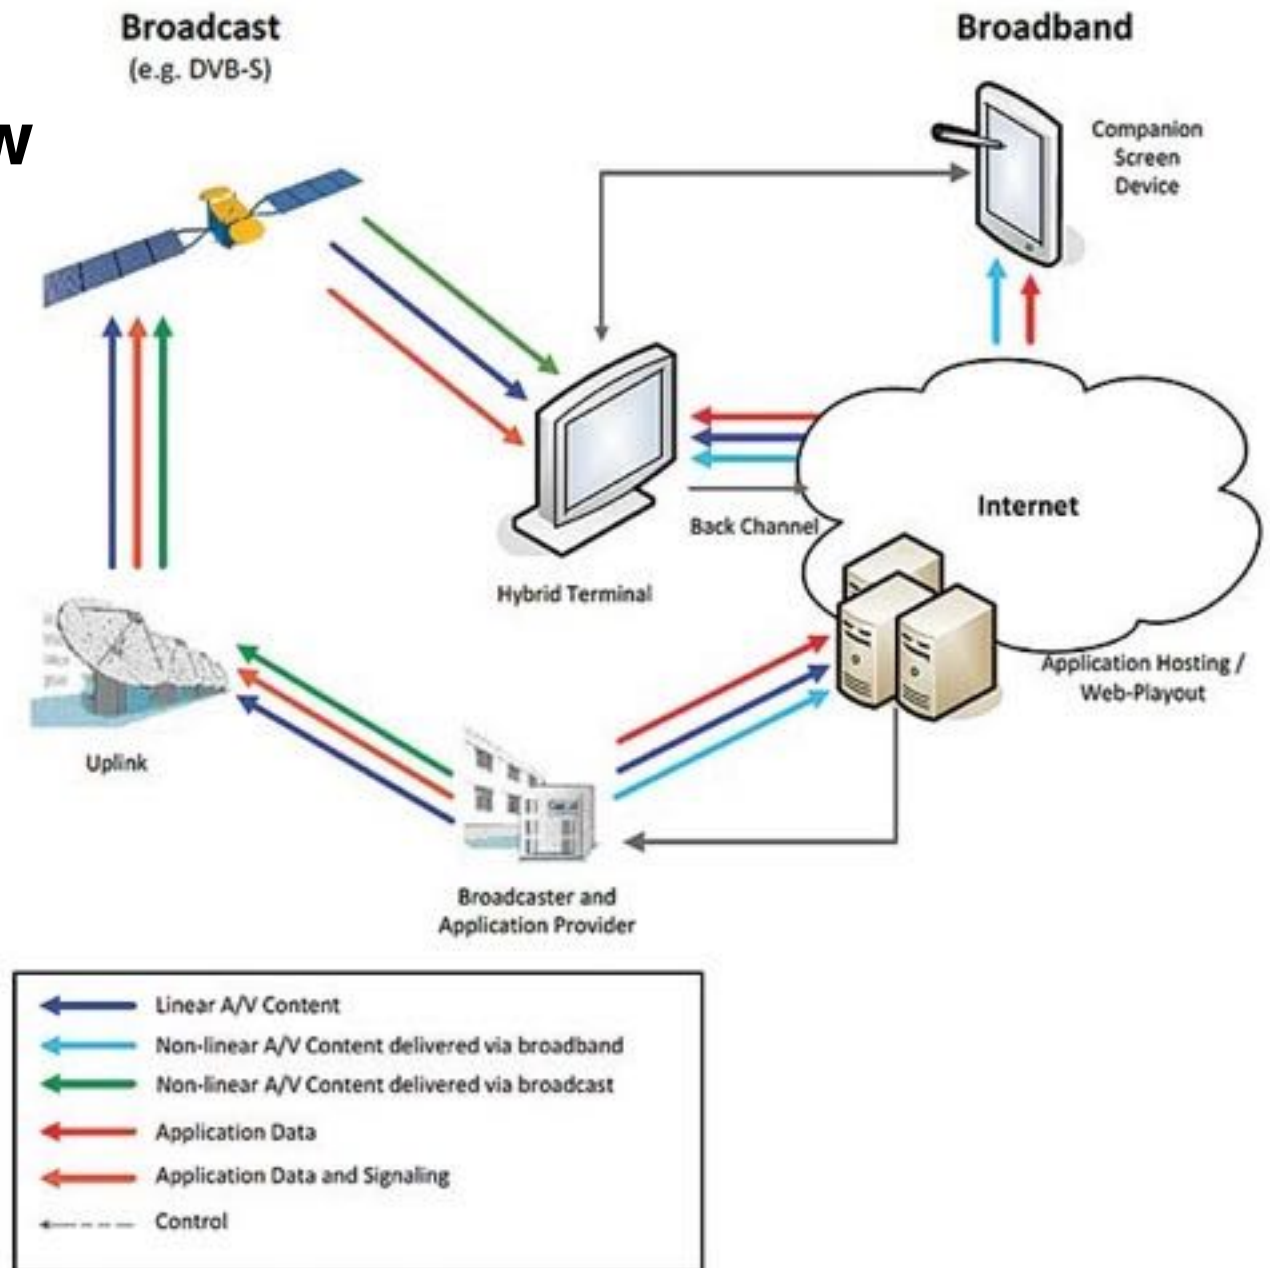 Broadcast
(e.g. DVB-S)
Broadband
w
Companion
Screen
Device
Internet
Back Channel
Hybrid Terminal
Application Hosting /
Web-Playout
Uplink
Broadcaster and
Application Provider
Linear A/V Content
Non-linear A/V Content delivered via broadband
Non-linear A/V Content delivered via broadcast
Application Data
Application Data and Signaling
Control